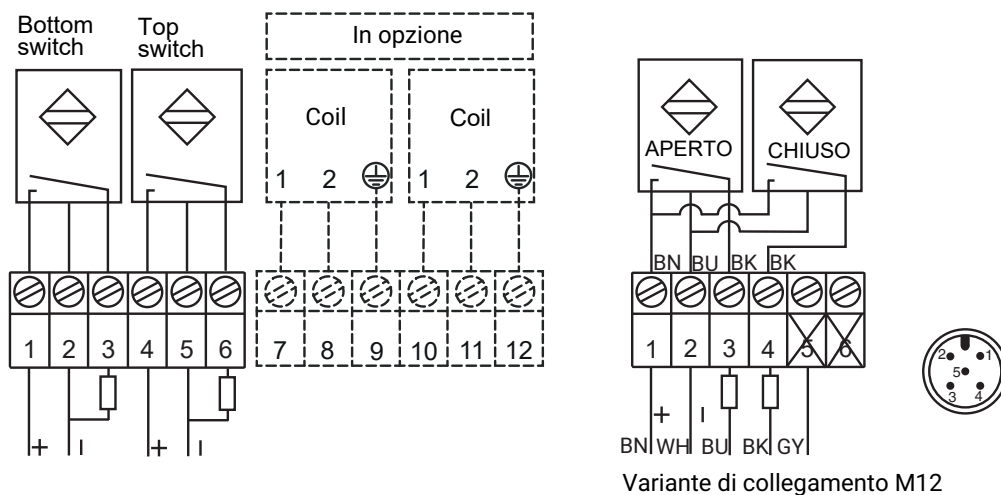 Bottom
switch
Top
switch
In opzione
Coil
Coil
1 2
1 2
1 2 3 4 5 6
7 8 9 10 11 12
+ − + −
APERTO
CHIUSO
BN BU BK BK
1 2 3 4 5 6
+ −
BN WH BU BK GY
2 1
5
3 4
Variante di collegamento M12